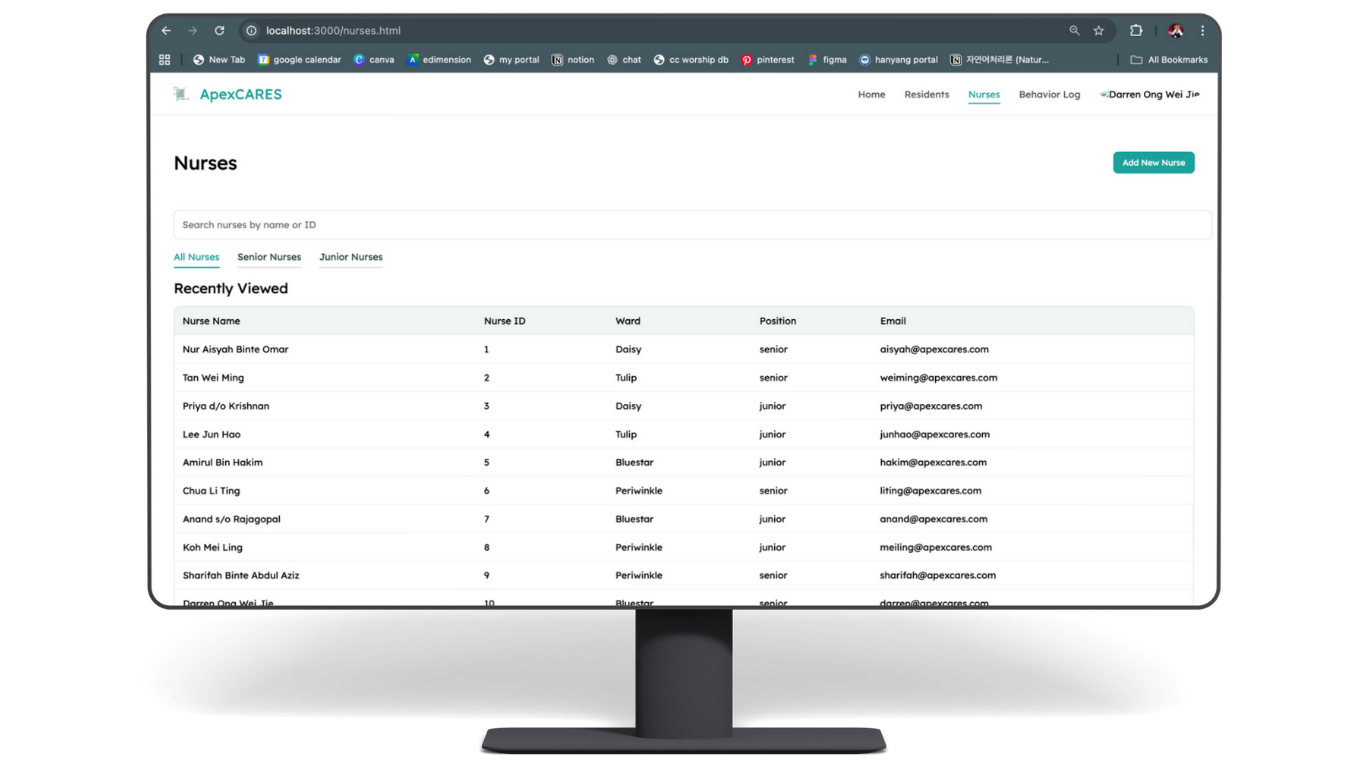 localhost:3000/nurses.html
New Tab google calendar canva edimension my portal notion chat cc worship db pinterest figma hanyang portal 자연어처리론 (Natur... All Bookmarks
ApexCARES Home Residents Nurses Behavior Log Darren Ong Wei Jie
Nurses Add New Nurse
Search nurses by name or ID
All Nurses Senior Nurses Junior Nurses
Recently Viewed
Nurse Name Nurse ID Ward Position Email
Nur Aisyah Binte Omar 1 Daisy senior aisyah@apexcares.com
Tan Wei Ming 2 Tulip senior weiming@apexcares.com
Priya d/o Krishnan 3 Daisy junior priya@apexcares.com
Lee Jun Hao 4 Tulip junior junhao@apexcares.com
Amirul Bin Hakim 5 Bluestar junior hakim@apexcares.com
Chua Li Ting 6 Periwinkle senior liting@apexcares.com
Anand s/o Rajagopal 7 Bluestar junior anand@apexcares.com
Koh Mei Ling 8 Periwinkle junior meiling@apexcares.com
Sharifah Binte Abdul Aziz 9 Periwinkle senior sharifah@apexcares.com
Darren Ong Wei Jie 10 Bluestar senior darren@apexcares.com